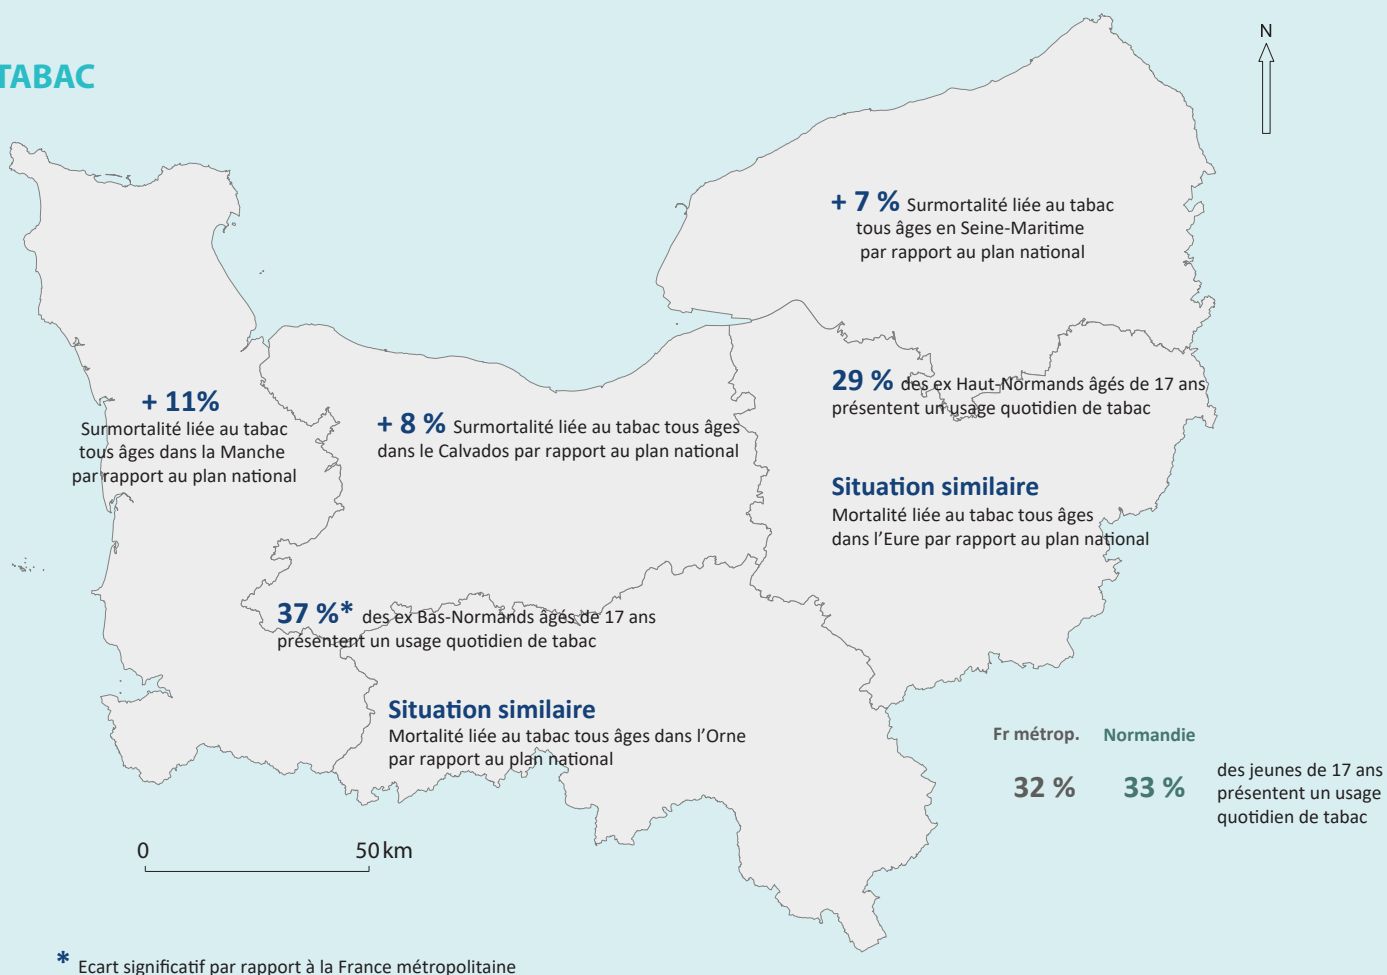 TABAC
N
+ 7 % Surmortalité liée au tabac
tous âges en Seine-Maritime
par rapport au plan national
29 % des ex Haut-Normands âgés de 17 ans
présentent un usage quotidien de tabac
+ 11%
Surmortalité liée au tabac
tous âges dans la Manche
par rapport au plan national
+ 8 % Surmortalité liée au tabac tous âges
dans le Calvados par rapport au plan national
Situation similaire
Mortalité liée au tabac tous âges
dans l'Eure par rapport au plan national
37 %* des ex Bas-Normands âgés de 17 ans
présentent un usage quotidien de tabac
Situation similaire
Mortalité liée au tabac tous âges dans l'Orne
par rapport au plan national
Fr métrop. Normandie
32 % 33 %
des jeunes de 17 ans
présentent un usage
quotidien de tabac
0 50 km
* Ecart significatif par rapport à la France métropolitaine